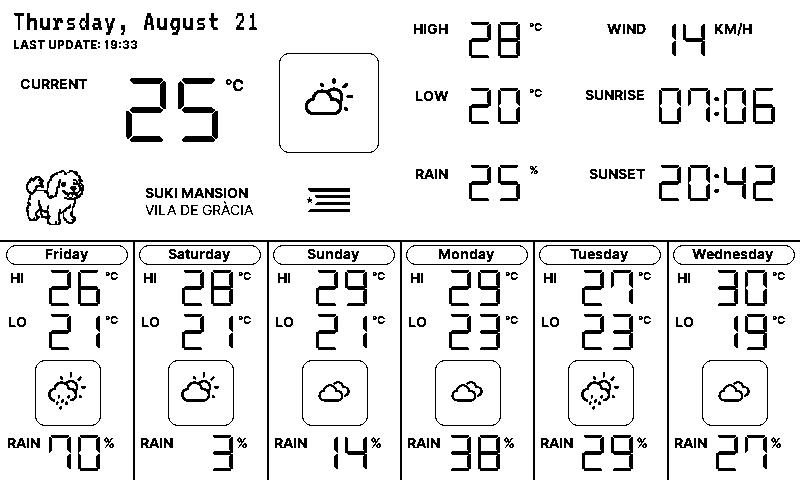 Thursday, August 21
LAST UPDATE: 19:33
CURRENT 25 °C
SUKI MANSION
VILA DE GRÀCIA
HIGH 28 °C
LOW 20 °C
RAIN 25 %
WIND 14 KM/H
SUNRISE 07:06
SUNSET 20:42
Friday
HI 26 °C
LO 21 °C
RAIN 70 %
Saturday
HI 28 °C
LO 21 °C
RAIN 3 %
Sunday
HI 29 °C
LO 21 °C
RAIN 14 %
Monday
HI 29 °C
LO 23 °C
RAIN 38 %
Tuesday
HI 27 °C
LO 23 °C
RAIN 29 %
Wednesday
HI 30 °C
LO 19 °C
RAIN 27 %